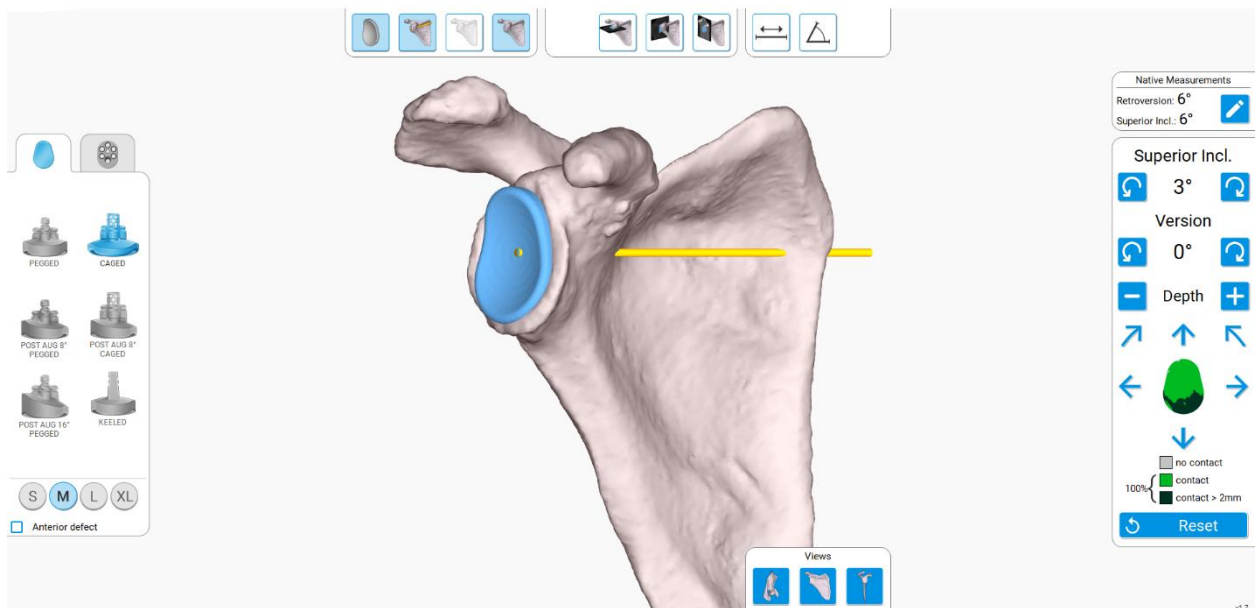 PEGGED
CAGED
POST AUG 8°
PEGGED
POST AUG 8°
CAGED
POST AUG 16°
PEGGED
KEELED
S M L XL
Anterior defect
Views
Native Measurements
Retroversion: 6°
Superior Incl.: 6°
Superior Incl.
3°
Version
0°
Depth
no contact
100%
contact
contact > 2mm
Reset